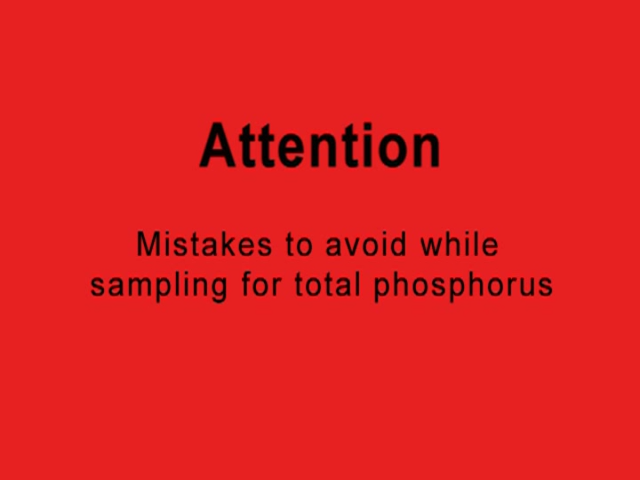 Attention
Mistakes to avoid while
sampling for total phosphorus